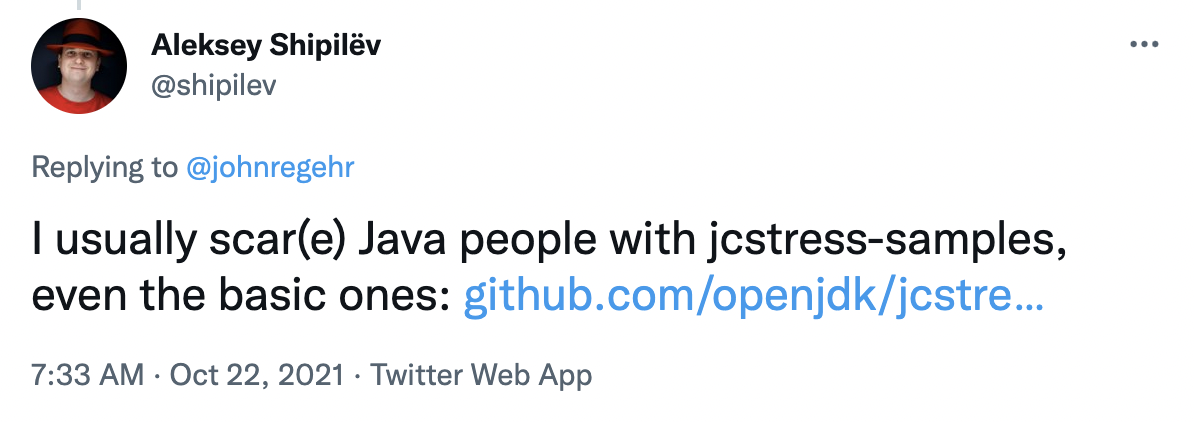 Aleksey Shipilëv
@shipilev
Replying to @johnregehr
I usually scar(e) Java people with jcstress-samples,
even the basic ones: github.com/openjdk/jcstre...
7:33 AM · Oct 22, 2021 · Twitter Web App